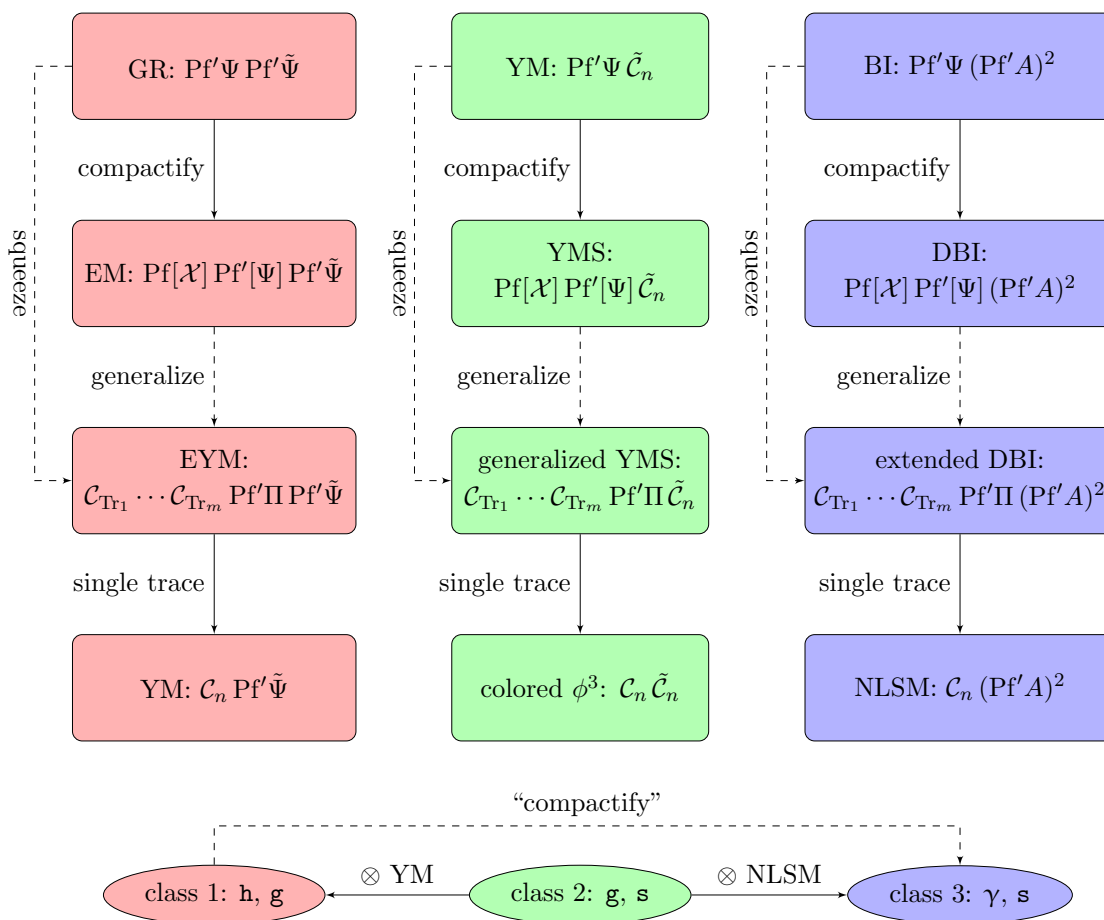 GR: Pf′Ψ Pf′Ψ̃
YM: Pf′Ψ 𝒞̃ₙ
BI: Pf′Ψ (Pf′A)²
compactify
compactify
compactify
squeeze
squeeze
squeeze
EM: Pf[𝒳] Pf′[Ψ] Pf′Ψ̃
YMS:
Pf[𝒳] Pf′[Ψ] 𝒞̃ₙ
DBI:
Pf[𝒳] Pf′[Ψ] (Pf′A)²
generalize
generalize
generalize
EYM:
𝒞_Tr₁ ⋯ 𝒞_Trₘ Pf′Π Pf′Ψ̃
generalized YMS:
𝒞_Tr₁ ⋯ 𝒞_Trₘ Pf′Π 𝒞̃ₙ
extended DBI:
𝒞_Tr₁ ⋯ 𝒞_Trₘ Pf′Π (Pf′A)²
single trace
single trace
single trace
YM: 𝒞ₙ Pf′Ψ̃
colored ϕ³: 𝒞ₙ 𝒞̃ₙ
NLSM: 𝒞ₙ (Pf′A)²
“compactify”
class 1: h, g
⊗ YM
class 2: g, s
⊗ NLSM
class 3: γ, s